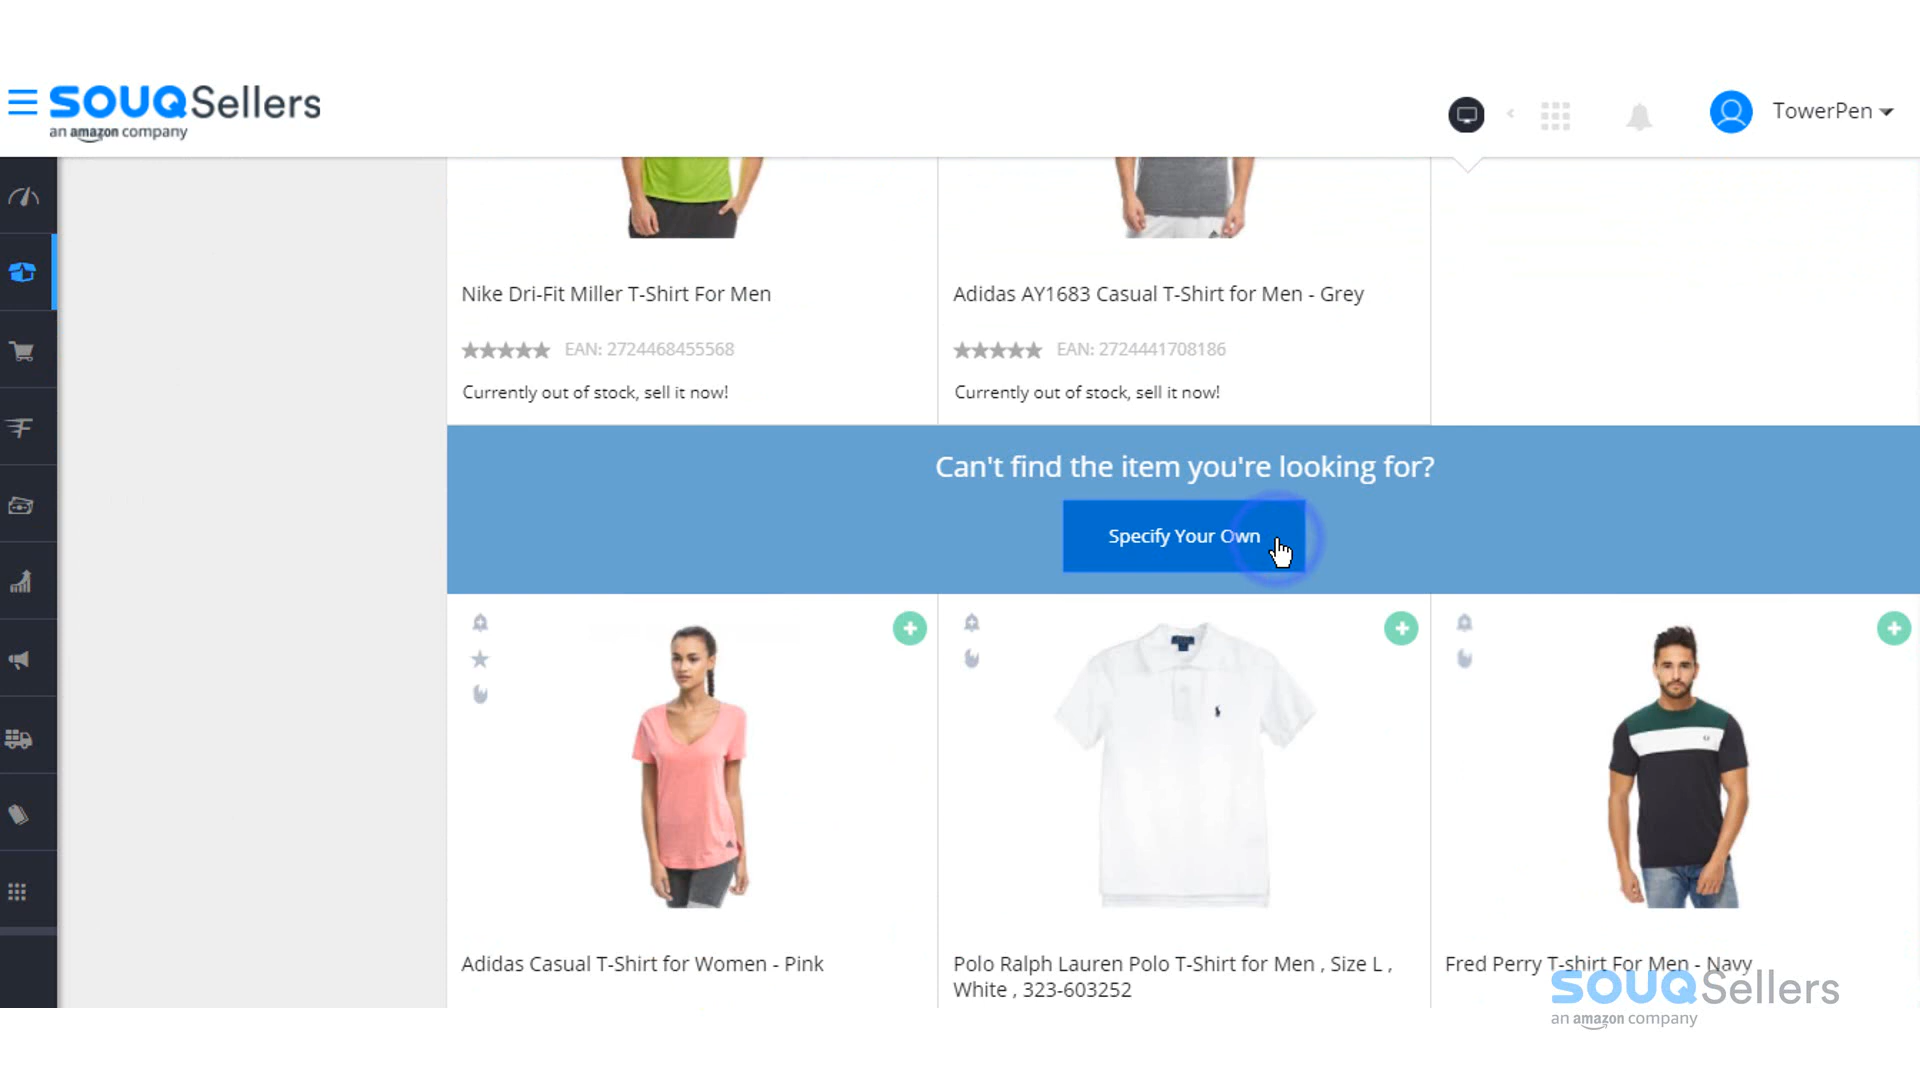 SOUQSellers
an amazon company
TowerPen
Nike Dri-Fit Miller T-Shirt For Men
Adidas AY1683 Casual T-Shirt for Men - Grey
EAN: 2724468455568
EAN: 2724441708186
Currently out of stock, sell it now!
Currently out of stock, sell it now!
Can't find the item you're looking for?
Specify Your Own
Adidas Casual T-Shirt for Women - Pink
Polo Ralph Lauren Polo T-Shirt for Men , Size L ,
White , 323-603252
Fred Perry T-shirt For Men - Navy
SOUQSellers
an amazon company